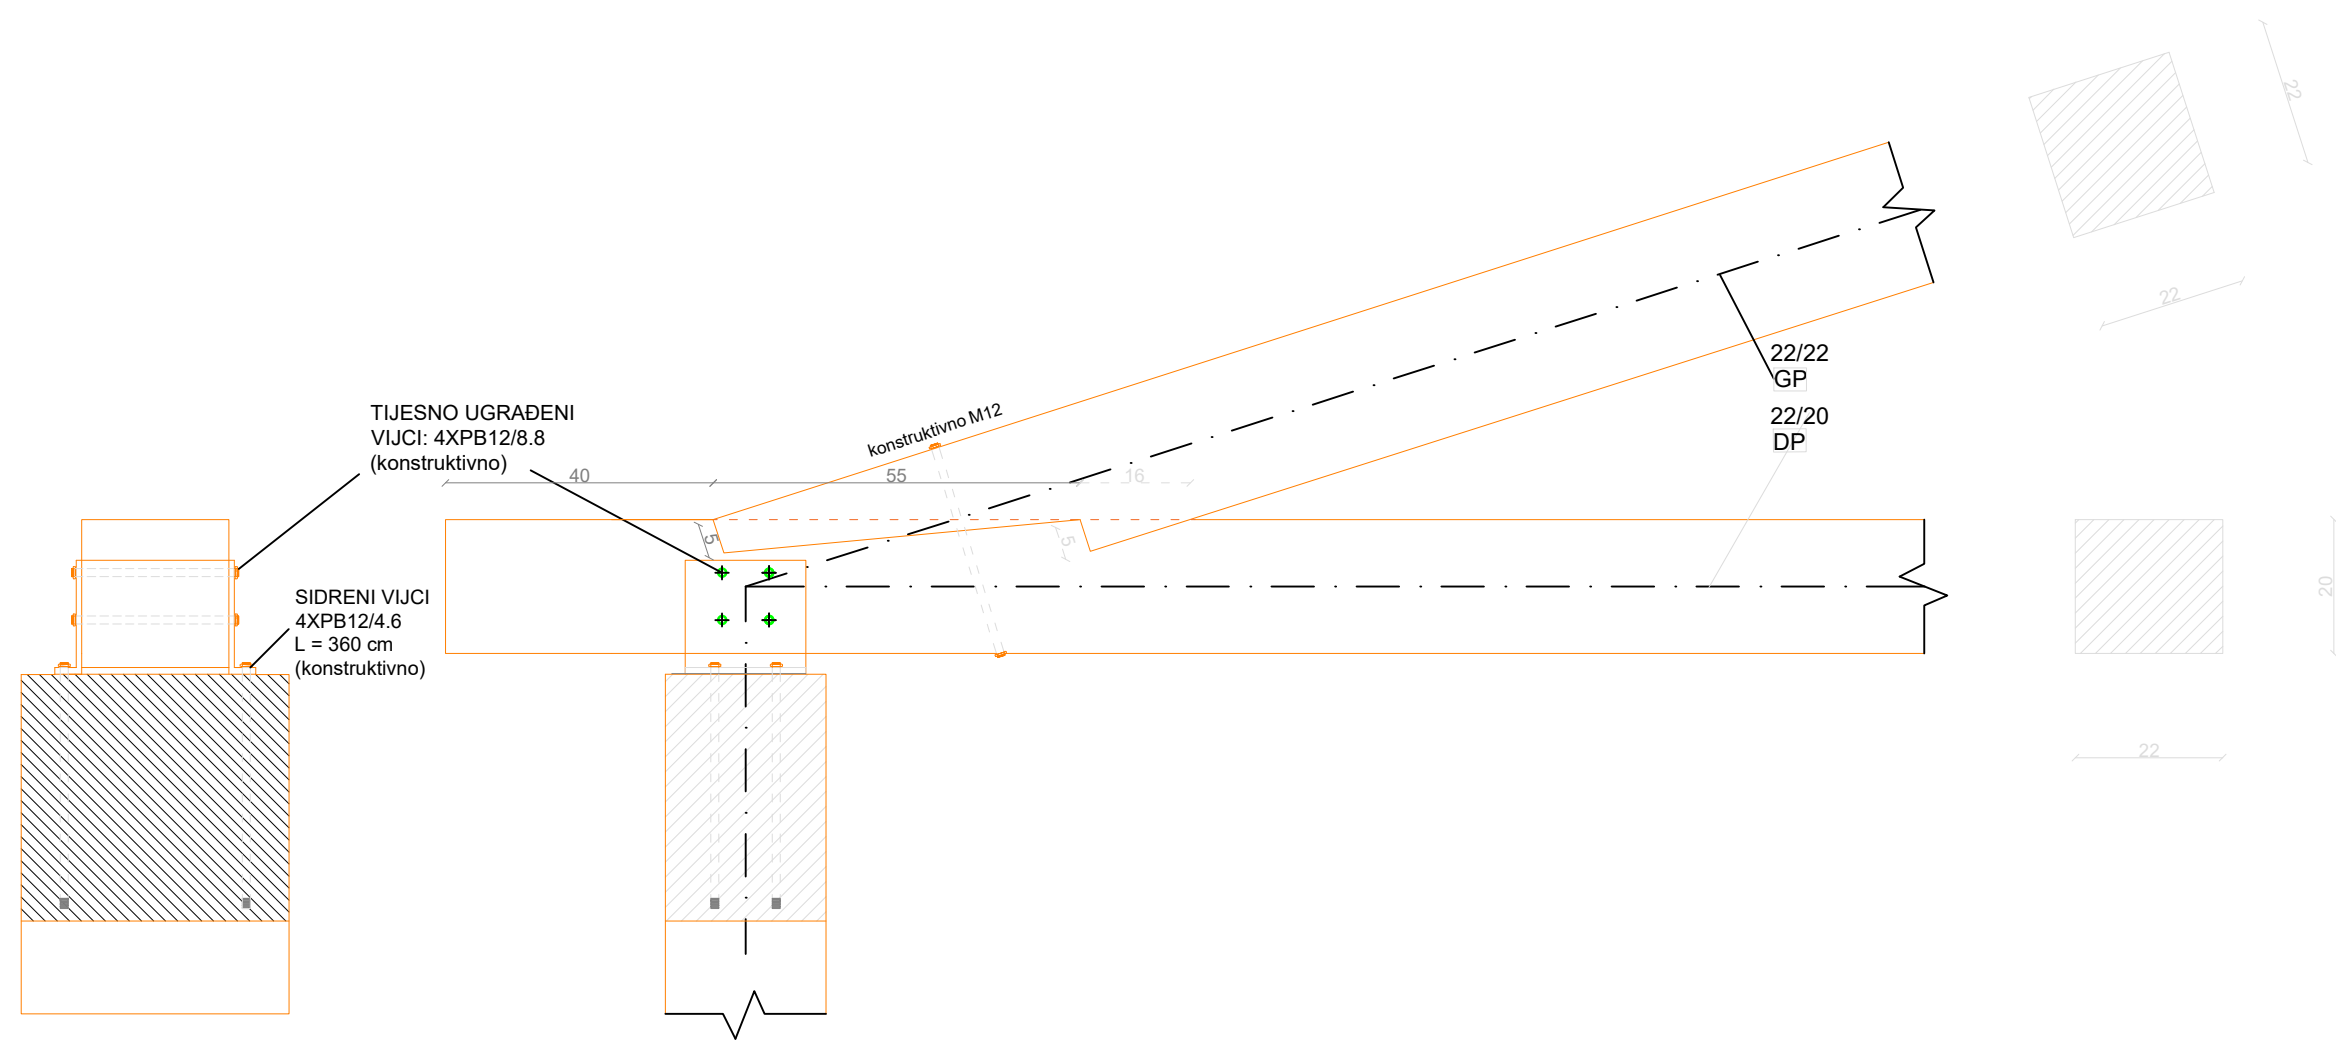 22
22
22/22
GP
22/20
DP
TIJESNO UGRAĐENI
VIJCI: 4XPB12/8.8
(konstruktivno)
konstruktivno M12
40
55
16
5
5
SIDRENI VIJCI
4XPB12/4.6
L = 360 cm
(konstruktivno)
20
22